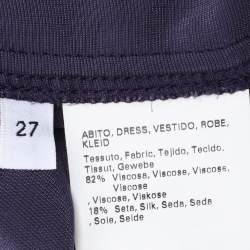 27
ABITO, DRESS, VESTIDO, ROBE,
KLEID
Tessuto, Fabric, Tejido, Tecido,
Tissut, Gewebe
82% Viscosa, Viscose, Viscosa,
Viscose
, Viscose, Viskose
18% Seta, Silk, Seda, Sede
, Soie, Seide